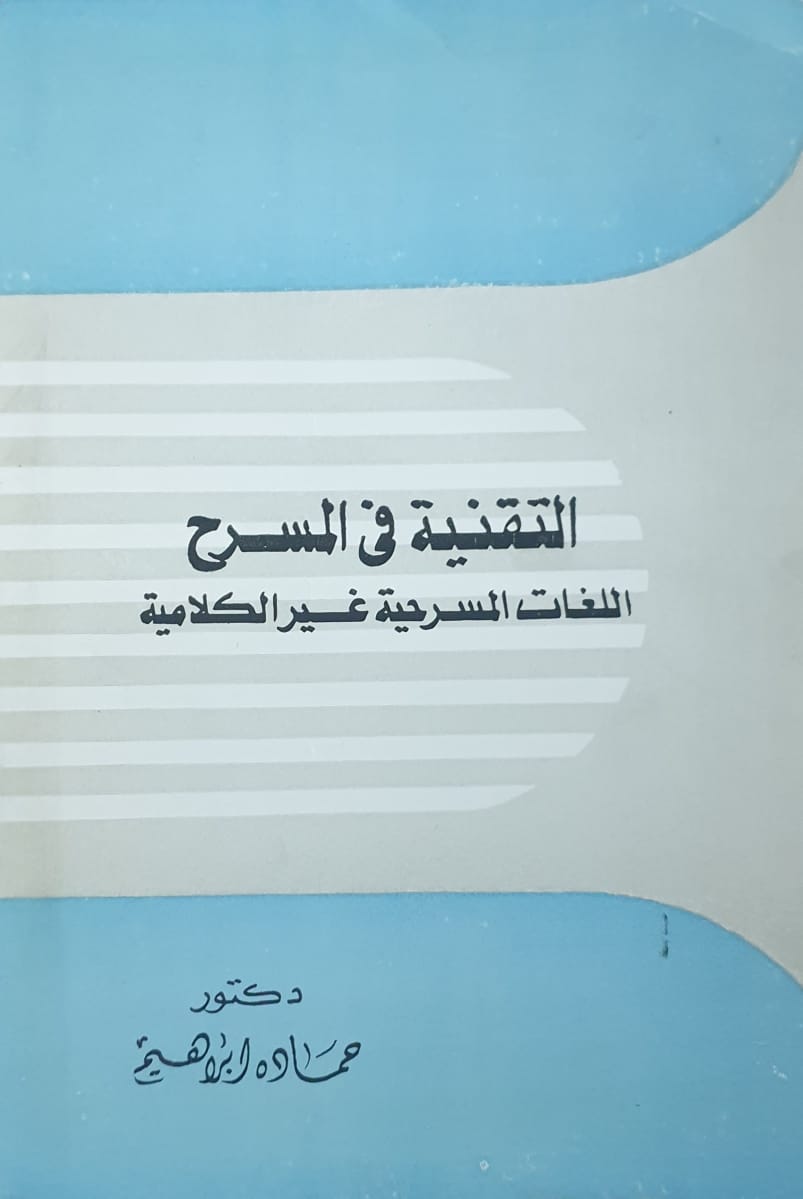 التقنية فى المسرح
اللغات المسرحية غير الكلامية
دكتور
حماده ابراهيم